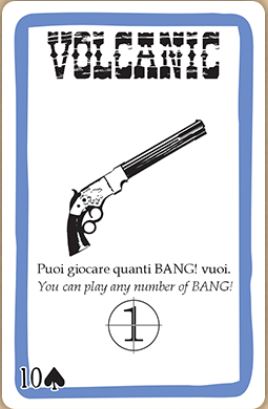 VOLCANIC
Puoi giocare quanti BANG! vuoi.
You can play any number of BANG!
1
10♠